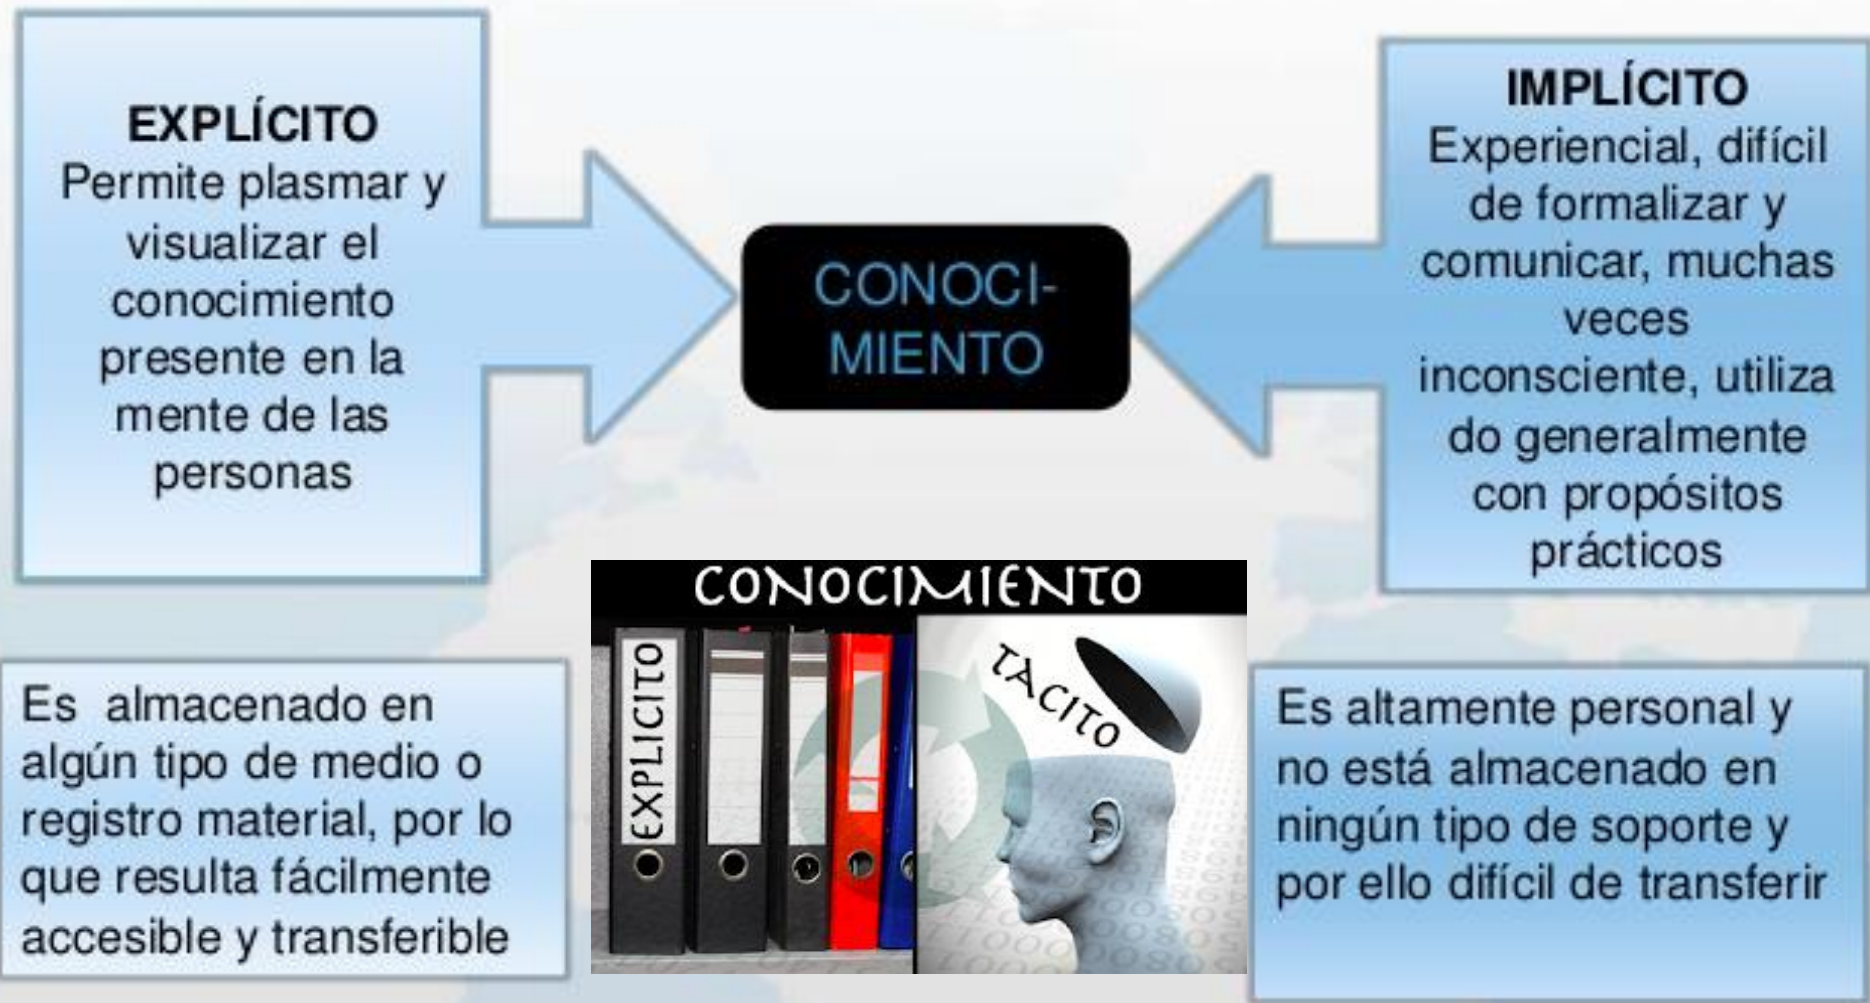 EXPLÍCITO
Permite plasmar y
visualizar el
conocimiento
presente en la
mente de las
personas
CONOCI-
MIENTO
IMPLÍCITO
Experiencial, difícil
de formalizar y
comunicar, muchas
veces
inconsciente, utiliza
do generalmente
con propósitos
prácticos
Es almacenado en
algún tipo de medio o
registro material, por lo
que resulta fácilmente
accesible y transferible
CONOCIMIENTO
EXPLICITO
TACITO
Es altamente personal y
no está almacenado en
ningún tipo de soporte y
por ello difícil de transferir